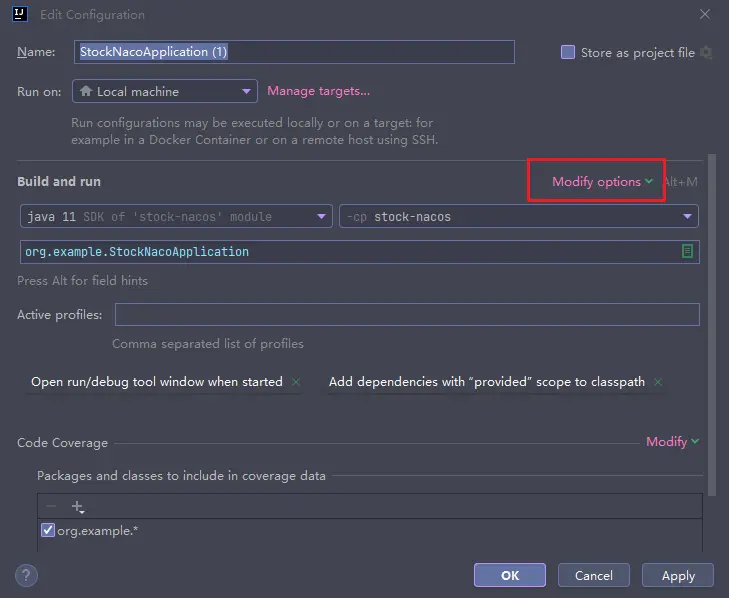 IJ Edit Configuration
Name: StockNacoApplication (1) Store as project file
Run on: Local machine Manage targets...
Run configurations may be executed locally or on a target: for
example in a Docker Container or on a remote host using SSH.
Build and run Modify options Alt+M
java 11 SDK of 'stock-nacos' module -cp stock-nacos
org.example.StockNacoApplication
Press Alt for field hints
Active profiles:
Comma separated list of profiles
Open run/debug tool window when started Add dependencies with “provided” scope to classpath
Code Coverage Modify
Packages and classes to include in coverage data
org.example.*
? OK Cancel Apply